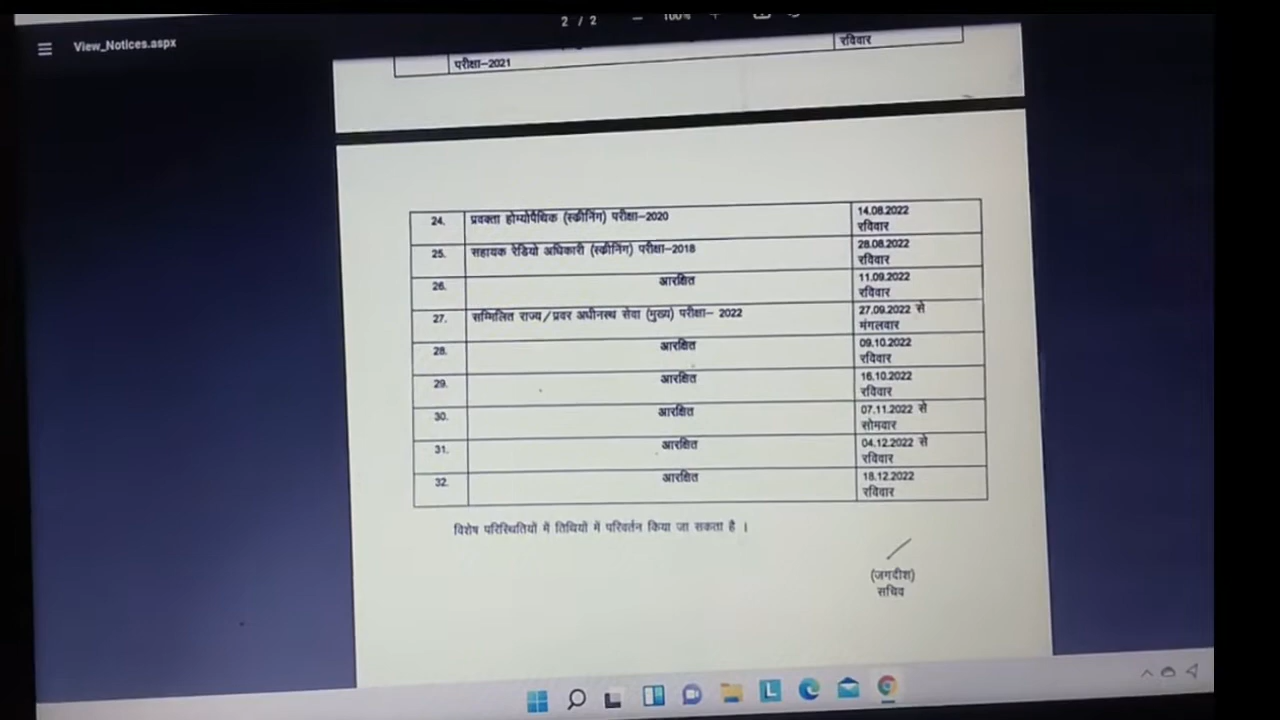 2 / 2 100%
View_Notices.aspx
रविवार
परीक्षा–2021
24. प्रवक्ता होम्योपैथिक (स्क्रीनिंग) परीक्षा–2020 14.08.2022
रविवार
25. सहायक रेडियो अधिकारी (स्क्रीनिंग) परीक्षा–2018 28.08.2022
रविवार
26. आरक्षित 11.09.2022
रविवार
27. सम्मिलित राज्य/प्रवर अधीनस्थ सेवा (मुख्य) परीक्षा– 2022 27.09.2022 से
मंगलवार
28. आरक्षित 09.10.2022
रविवार
29. आरक्षित 16.10.2022
रविवार
30. आरक्षित 07.11.2022 से
सोमवार
31. आरक्षित 04.12.2022 से
रविवार
32. आरक्षित 18.12.2022
रविवार
विशेष परिस्थितियों में तिथियों में परिवर्तन किया जा सकता है ।
(जगदीश)
सचिव